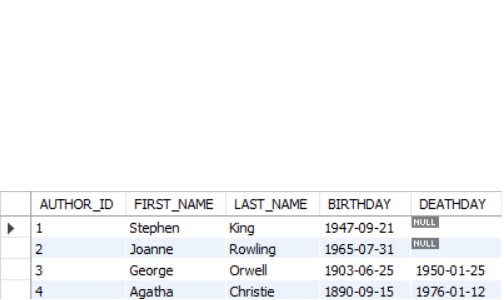 AUTHOR_ID FIRST_NAME LAST_NAME BIRTHDAY DEATHDAY
1 Stephen King 1947-09-21 NULL
2 Joanne Rowling 1965-07-31 NULL
3 George Orwell 1903-06-25 1950-01-25
4 Agatha Christie 1890-09-15 1976-01-12